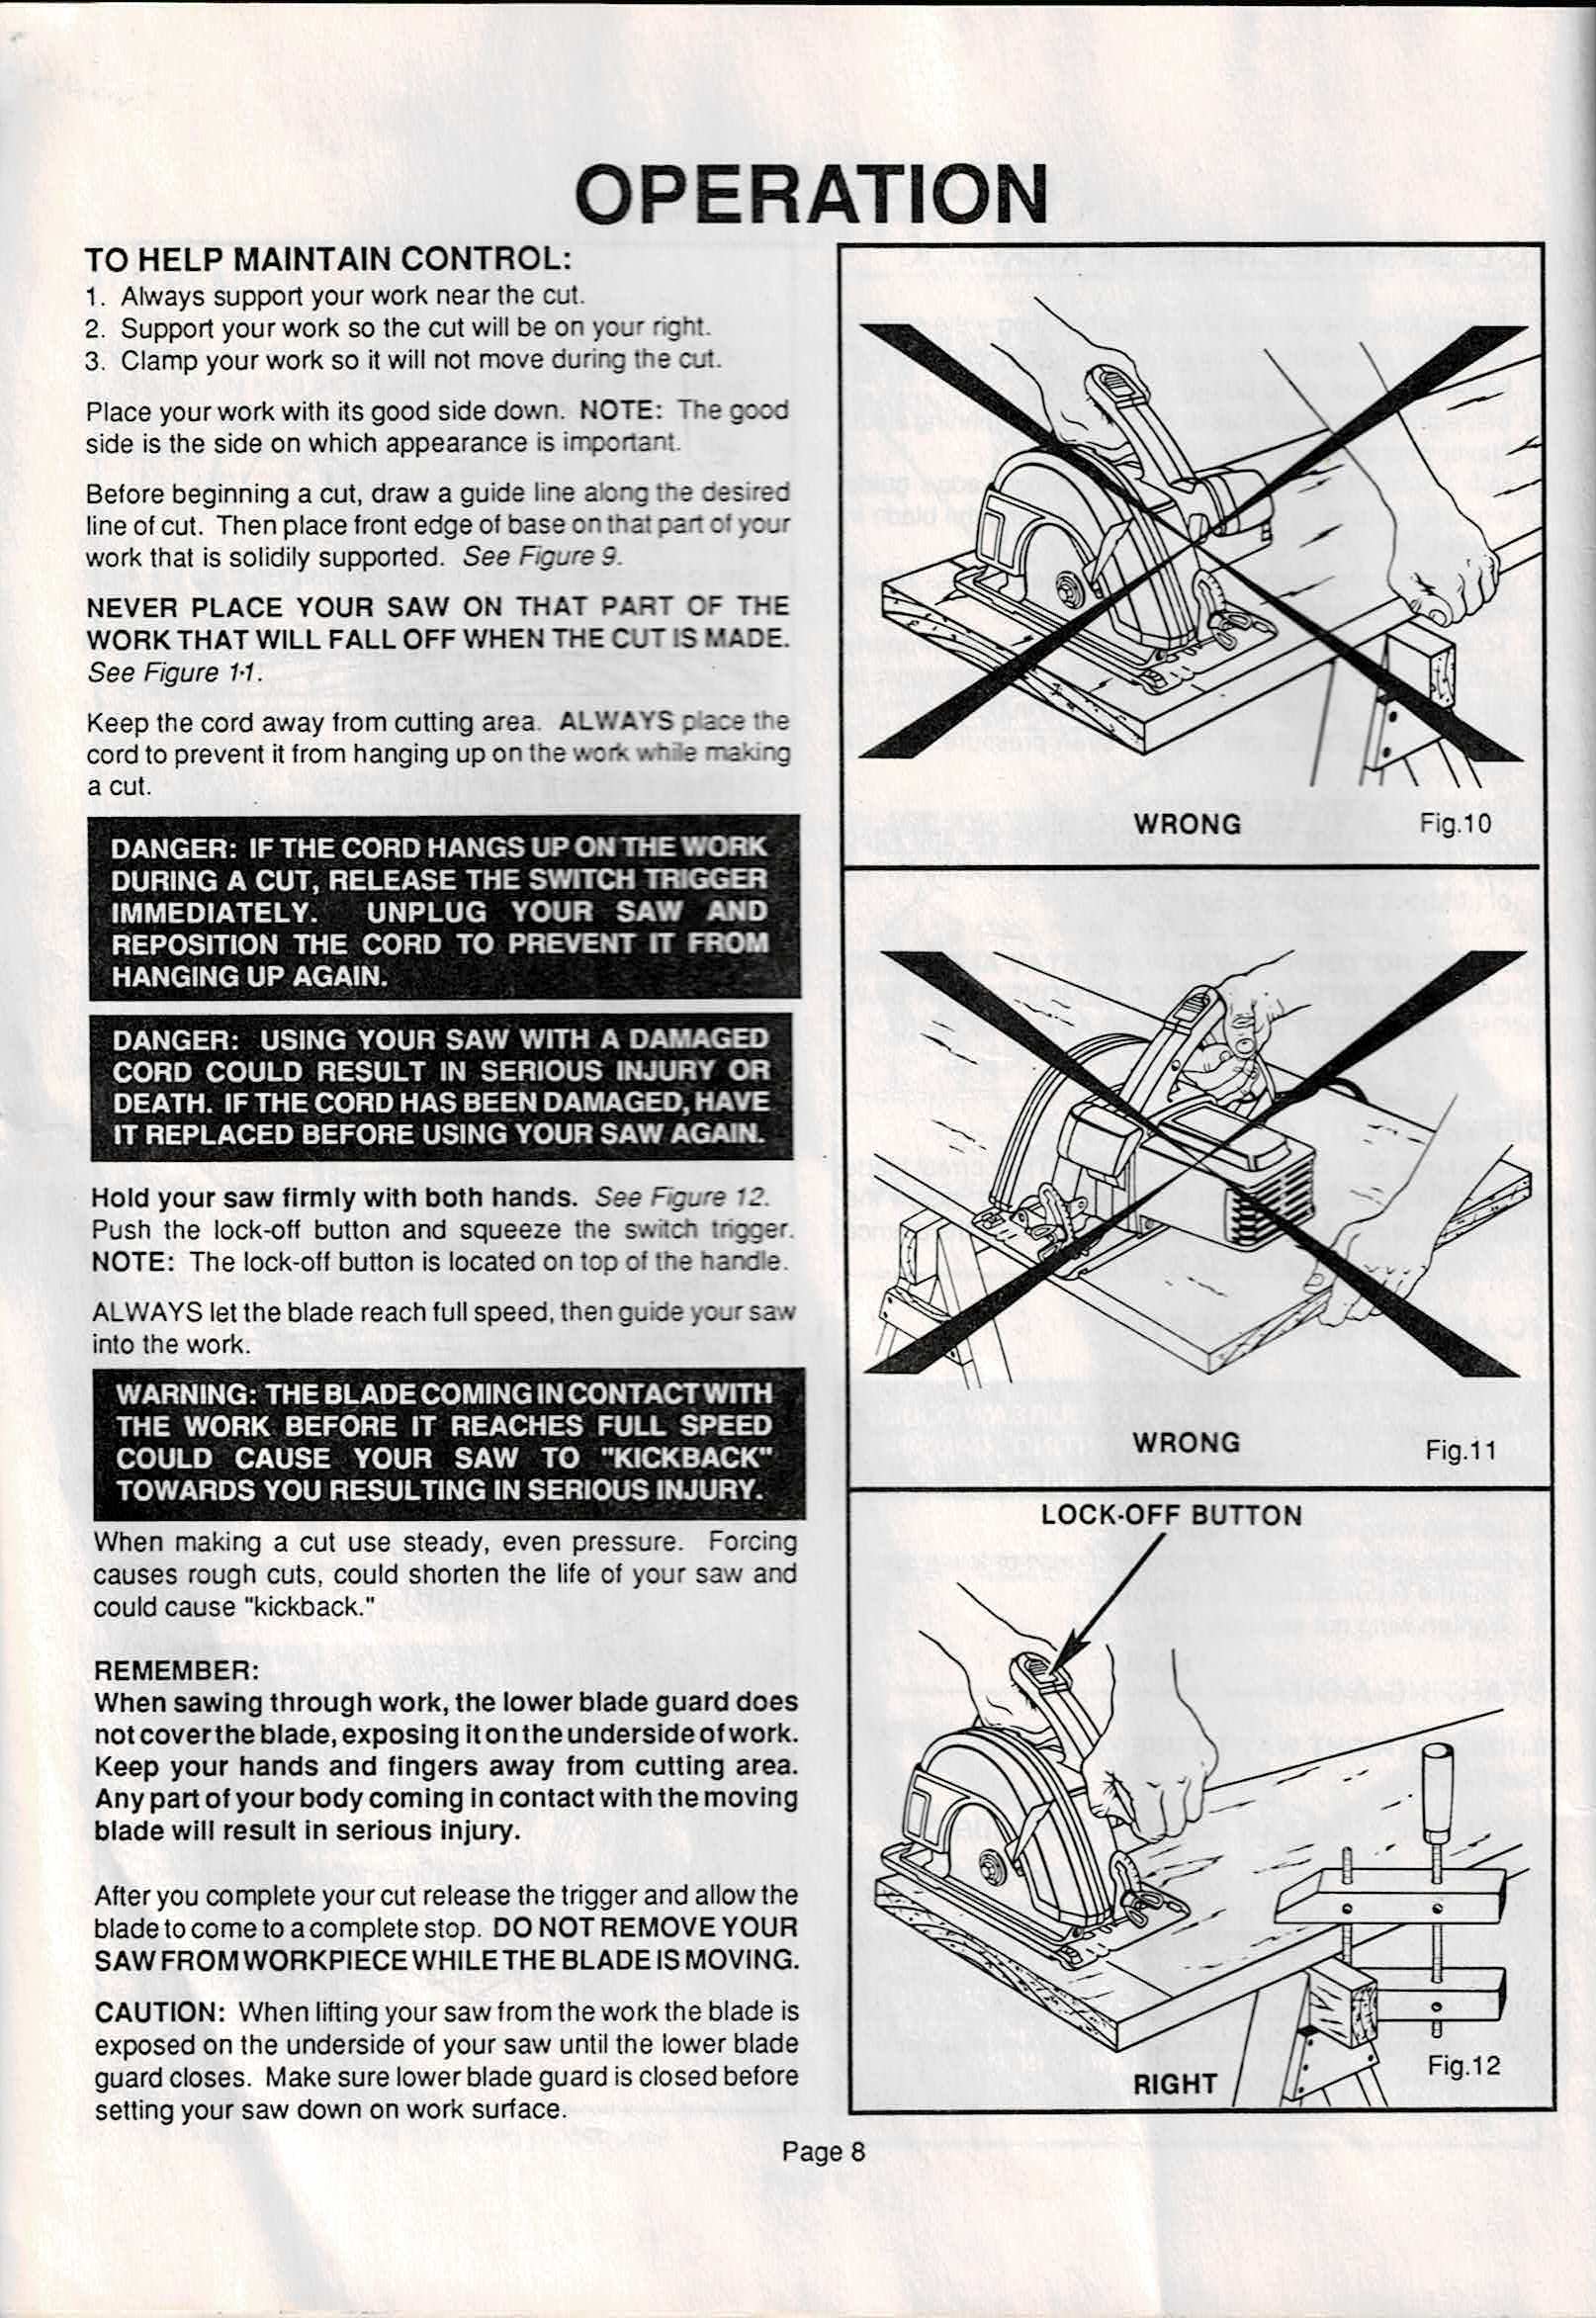 OPERATION
TO HELP MAINTAIN CONTROL:
1. Always support your work near the cut.
2. Support your work so the cut will be on your right.
3. Clamp your work so it will not move during the cut.
Place your work with its good side down. NOTE: The good
side is the side on which appearance is important.
Before beginning a cut, draw a guide line along the desired
line of cut. Then place front edge of base on that part of your
work that is solidily supported. See Figure 9.
NEVER PLACE YOUR SAW ON THAT PART OF THE
WORK THAT WILL FALL OFF WHEN THE CUT IS MADE.
See Figure 11.
Keep the cord away from cutting area. ALWAYS place the
cord to prevent it from hanging up on the work while making
a cut.
DANGER: IF THE CORD HANGS UP ON THE WORK
DURING A CUT, RELEASE THE SWITCH TRIGGER
IMMEDIATELY. UNPLUG YOUR SAW AND
REPOSITION THE CORD TO PREVENT IT FROM
HANGING UP AGAIN.
DANGER: USING YOUR SAW WITH A DAMAGED
CORD COULD RESULT IN SERIOUS INJURY OR
DEATH. IF THE CORD HAS BEEN DAMAGED, HAVE
IT REPLACED BEFORE USING YOUR SAW AGAIN.
Hold your saw firmly with both hands. See Figure 12.
Push the lock-off button and squeeze the switch trigger.
NOTE: The lock-off button is located on top of the handle.
ALWAYS let the blade reach full speed, then guide your saw
into the work.
WARNING: THE BLADE COMING IN CONTACT WITH
THE WORK BEFORE IT REACHES FULL SPEED
COULD CAUSE YOUR SAW TO "KICKBACK"
TOWARDS YOU RESULTING IN SERIOUS INJURY.
When making a cut use steady, even pressure. Forcing
causes rough cuts, could shorten the life of your saw and
could cause "kickback."
REMEMBER:
When sawing through work, the lower blade guard does
not cover the blade, exposing it on the underside of work.
Keep your hands and fingers away from cutting area.
Any part of your body coming in contact with the moving
blade will result in serious injury.
After you complete your cut release the trigger and allow the
blade to come to a complete stop. DO NOT REMOVE YOUR
SAW FROM WORKPIECE WHILE THE BLADE IS MOVING.
CAUTION: When lifting your saw from the work the blade is
exposed on the underside of your saw until the lower blade
guard closes. Make sure lower blade guard is closed before
setting your saw down on work surface.
WRONG Fig.10
WRONG Fig.11
LOCK-OFF BUTTON
RIGHT Fig.12
Page 8